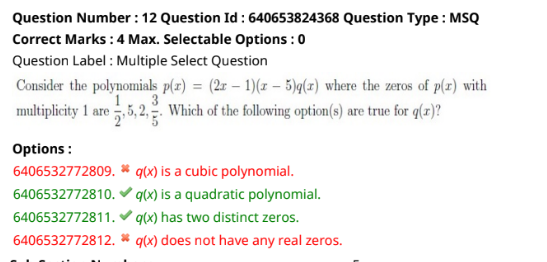 Question Number : 12 Question Id : 640653824368 Question Type : MSQ
Correct Marks : 4 Max. Selectable Options : 0
Question Label : Multiple Select Question
Consider the polynomials p(x) = (2x − 1)(x − 5)q(x) where the zeros of p(x) with
multiplicity 1 are 1/2, 5, 2, 3/5. Which of the following option(s) are true for q(x)?
Options :
6406532772809. ✖ q(x) is a cubic polynomial.
6406532772810. ✔ q(x) is a quadratic polynomial.
6406532772811. ✔ q(x) has two distinct zeros.
6406532772812. ✖ q(x) does not have any real zeros.